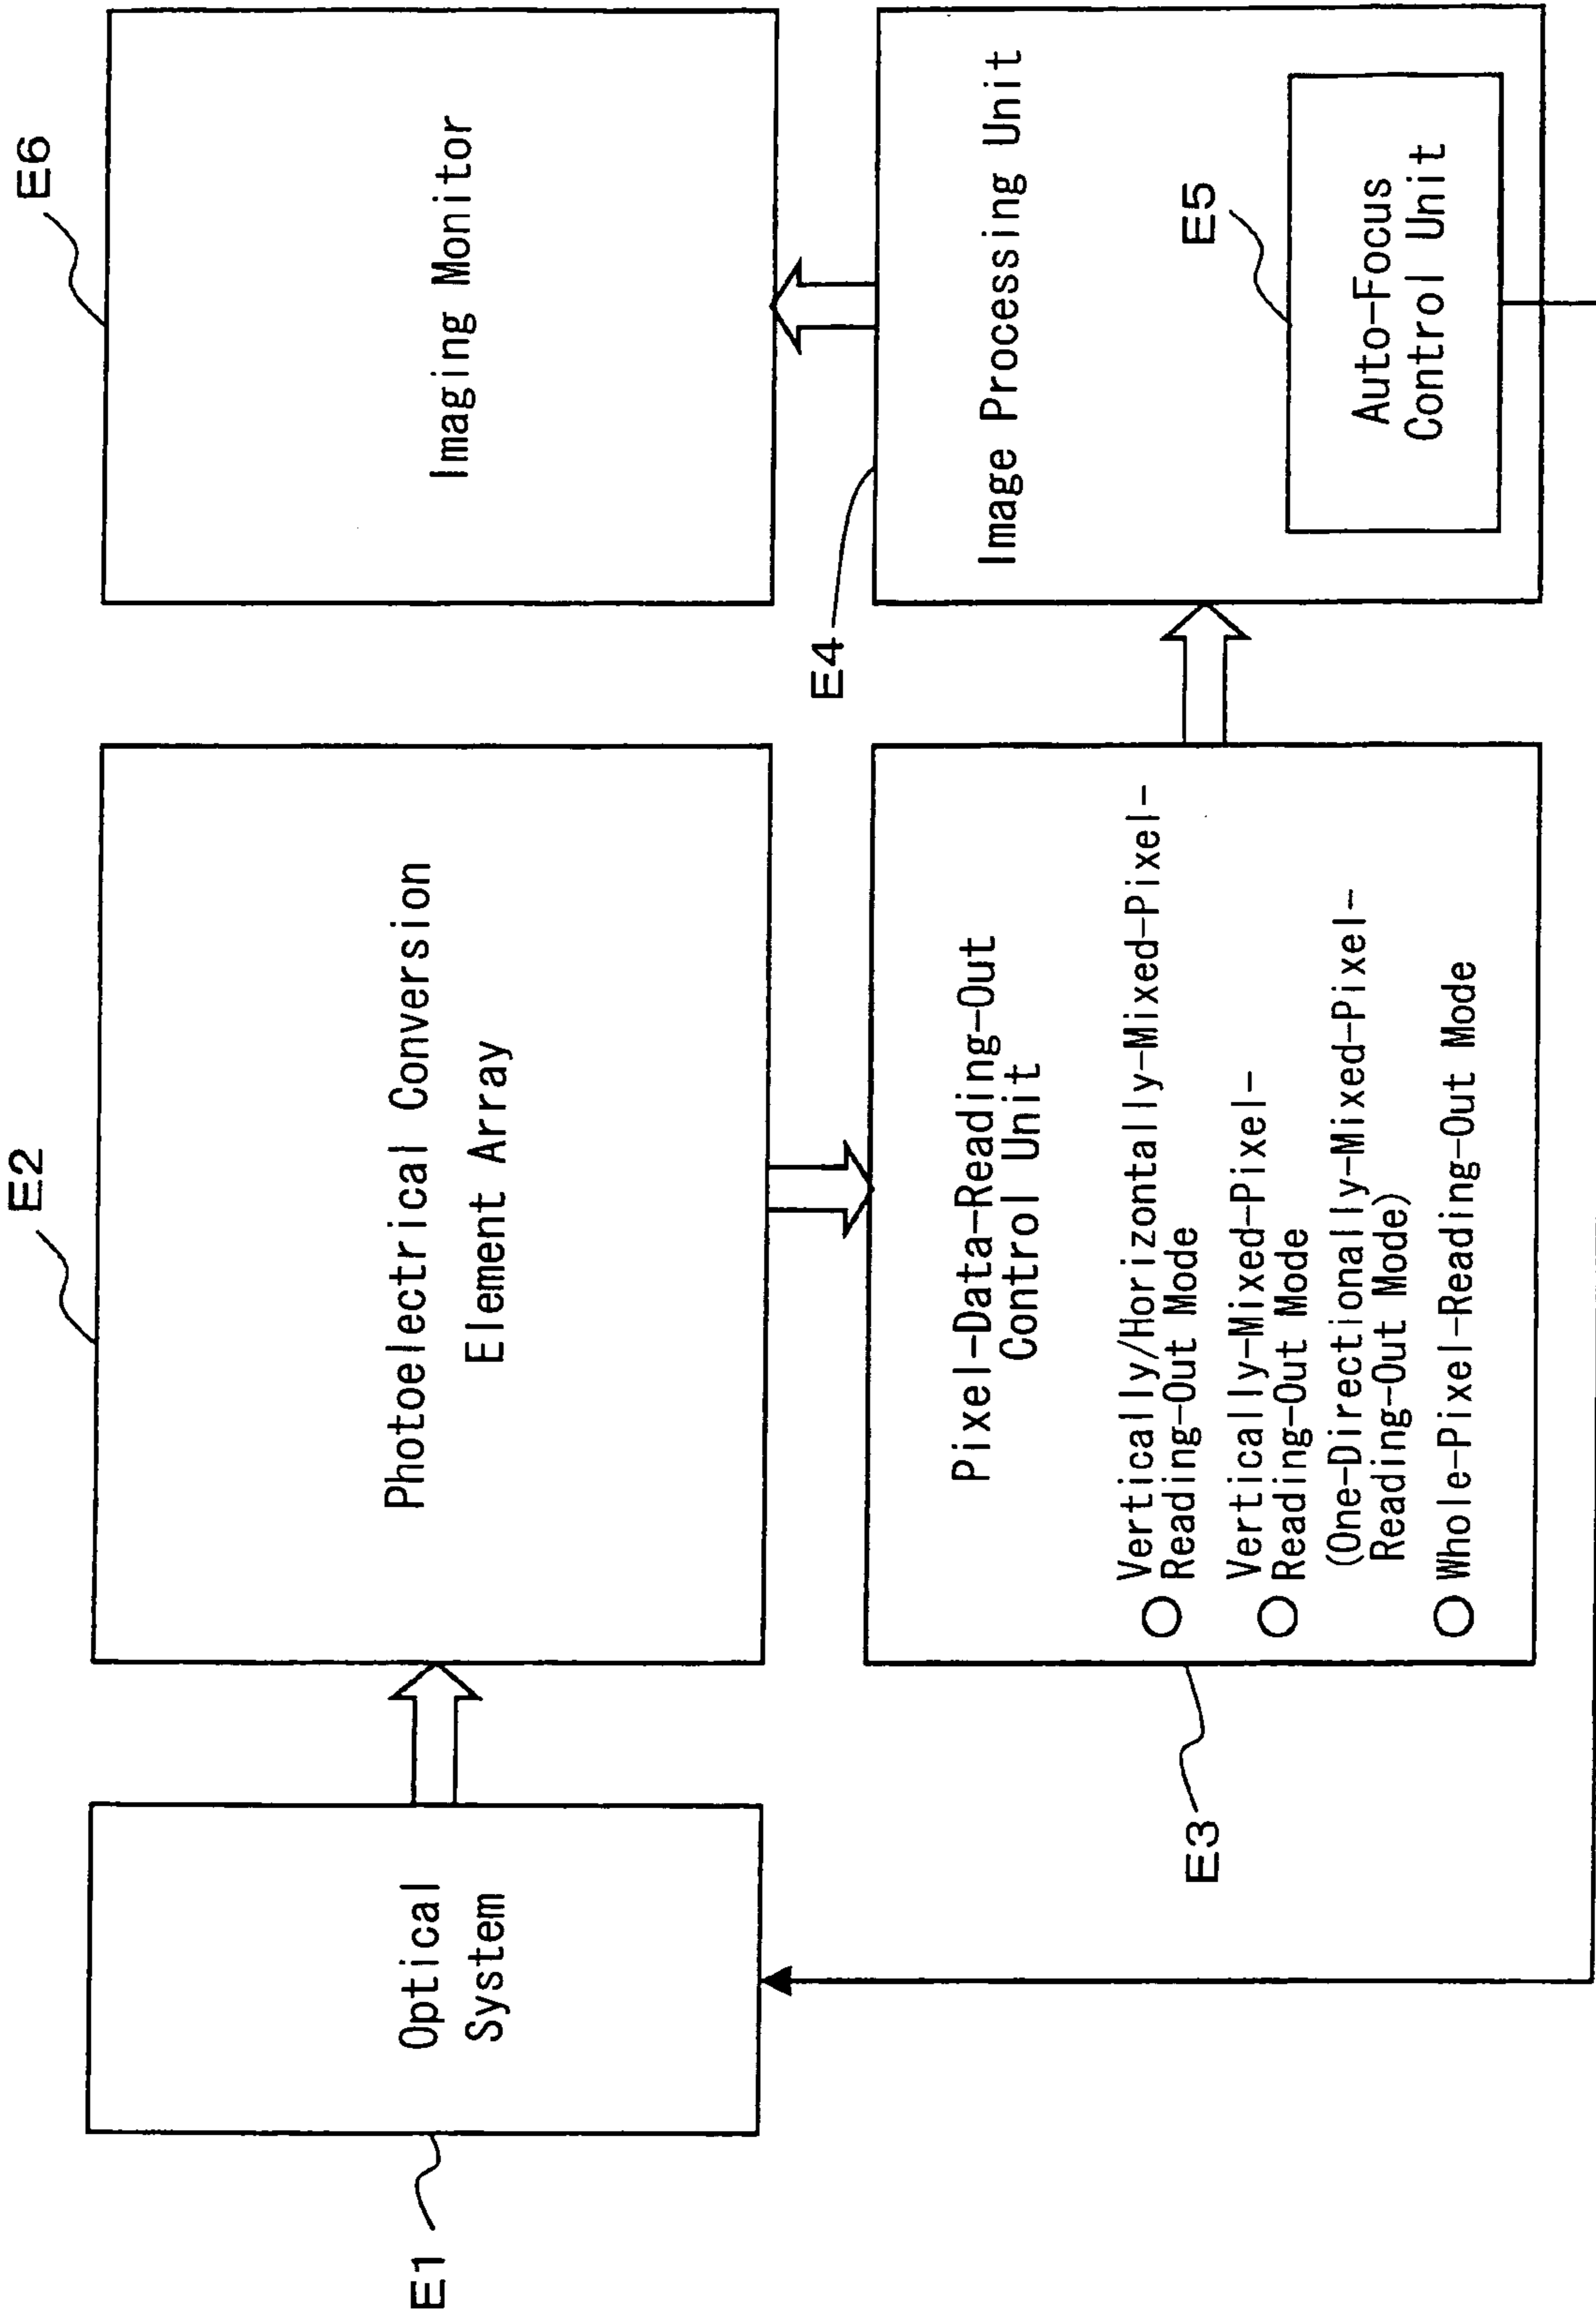 E1
Optical
System
E2
Photoelectrical Conversion
Element Array
E6
Imaging Monitor
E3
Pixel-Data-Reading-Out
Control Unit
○ Vertically/Horizontally-Mixed-Pixel-
Reading-Out Mode
○ Vertically-Mixed-Pixel-
Reading-Out Mode
(One-Directionally-Mixed-Pixel-
Reading-Out Mode)
○ Whole-Pixel-Reading-Out Mode
E4
Image Processing Unit
E5
Auto-Focus
Control Unit